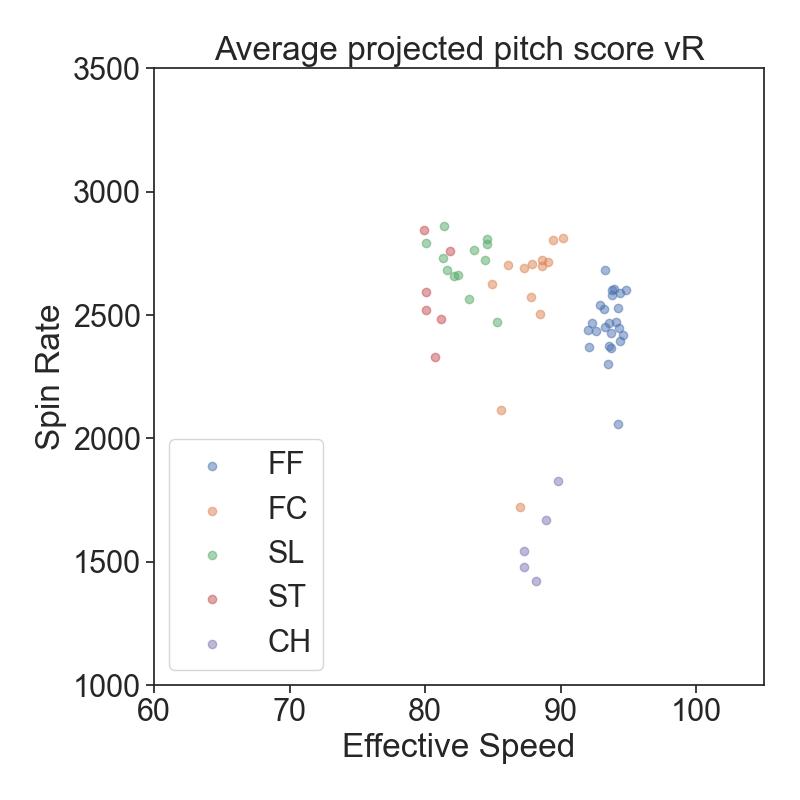 Average projected pitch score vR
3500
3000
2500
2000
1500
1000
Spin Rate
FF
FC
SL
ST
CH
60 70 80 90 100
Effective Speed